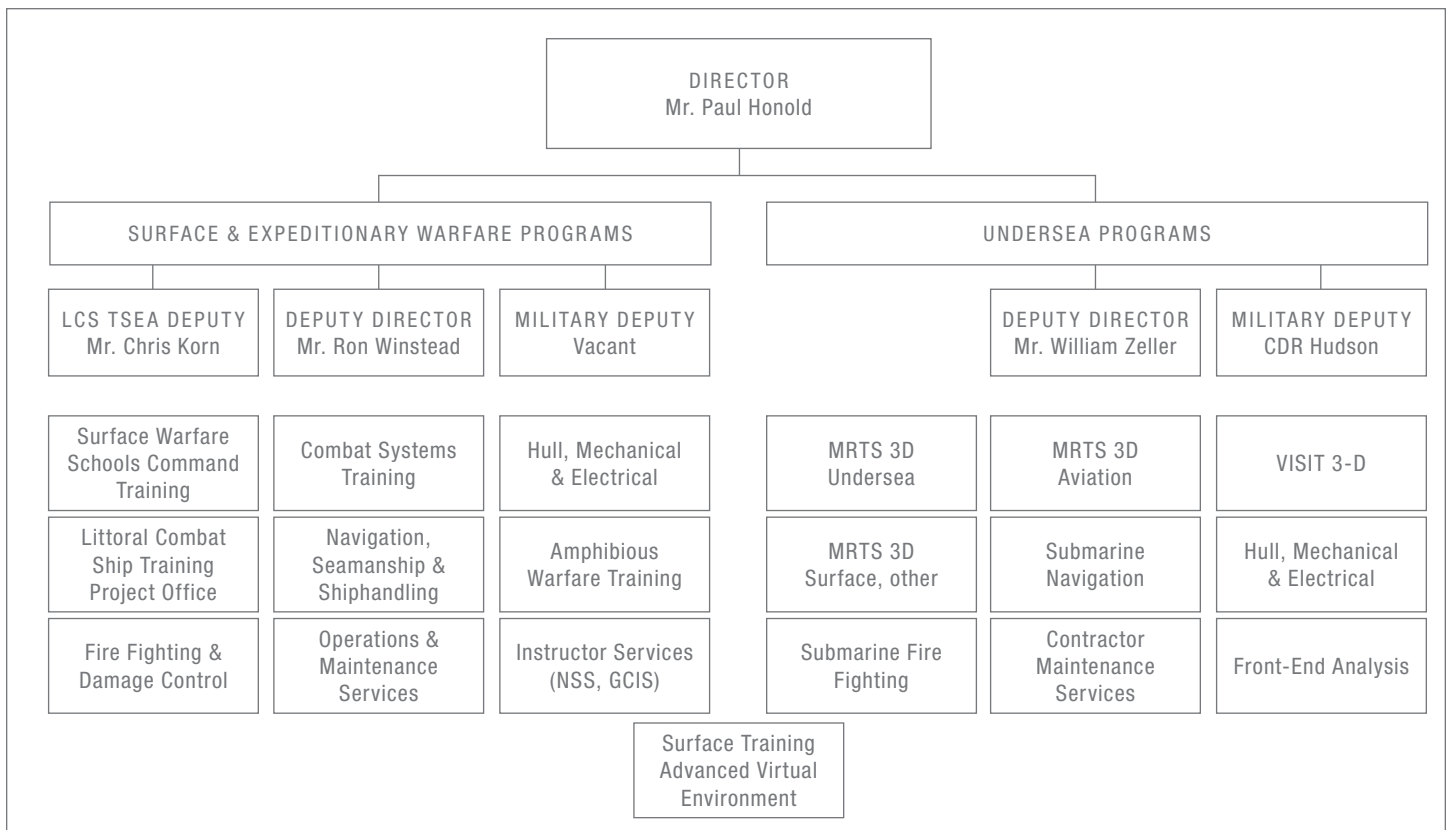 DIRECTOR
Mr. Paul Honold
SURFACE & EXPEDITIONARY WARFARE PROGRAMS
UNDERSEA PROGRAMS
LCS TSEA DEPUTY
Mr. Chris Korn
DEPUTY DIRECTOR
Mr. Ron Winstead
MILITARY DEPUTY
Vacant
DEPUTY DIRECTOR
Mr. William Zeller
MILITARY DEPUTY
CDR Hudson
Surface Warfare
Schools Command
Training
Combat Systems
Training
Hull, Mechanical
& Electrical
MRTS 3D
Undersea
MRTS 3D
Aviation
VISIT 3-D
Littoral Combat
Ship Training
Project Office
Navigation,
Seamanship &
Shiphandling
Amphibious
Warfare Training
MRTS 3D
Surface, other
Submarine
Navigation
Hull, Mechanical
& Electrical
Fire Fighting &
Damage Control
Operations &
Maintenance
Services
Instructor Services
(NSS, GCIS)
Submarine Fire
Fighting
Contractor
Maintenance
Services
Front-End Analysis
Surface Training
Advanced Virtual
Environment